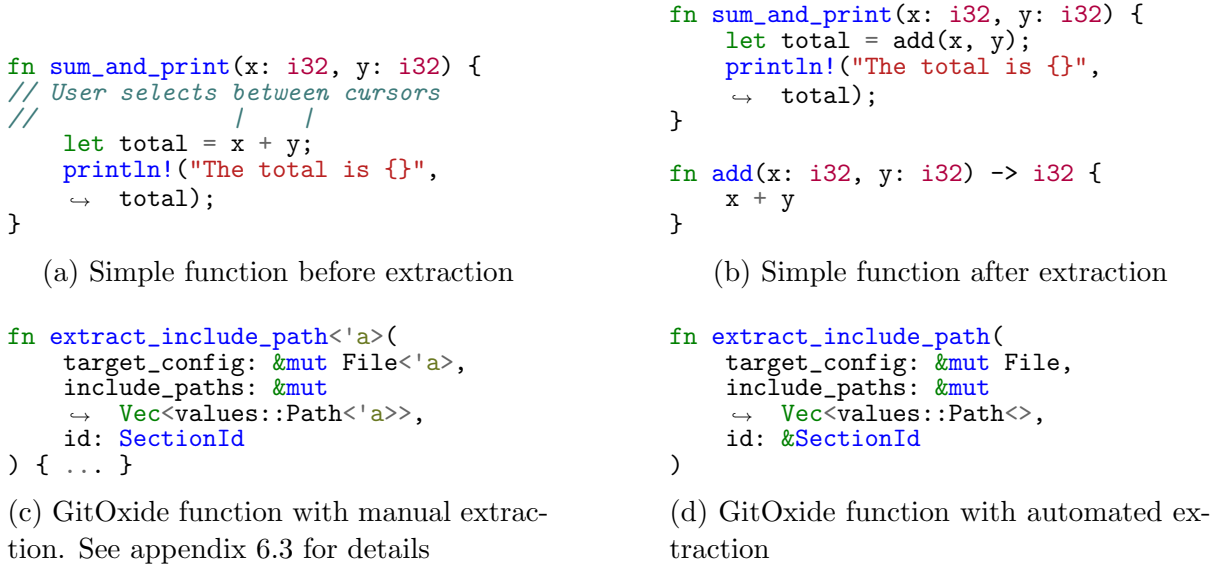 fn sum_and_print(x: i32, y: i32) {
// User selects between cursors
//               |    |
    let total = x + y;
    println!("The total is {}",
    ↪  total);
}
(a) Simple function before extraction
fn sum_and_print(x: i32, y: i32) {
    let total = add(x, y);
    println!("The total is {}",
    ↪  total);
}

fn add(x: i32, y: i32) -> i32 {
    x + y
}
(b) Simple function after extraction
fn extract_include_path<'a>(
    target_config: &mut File<'a>,
    include_paths: &mut
    ↪  Vec<values::Path<'a>>,
    id: SectionId
) { ... }
(c) GitOxide function with manual extrac-
tion. See appendix 6.3 for details
fn extract_include_path(
    target_config: &mut File,
    include_paths: &mut
    ↪  Vec<values::Path<>,
    id: &SectionId
)
(d) GitOxide function with automated ex-
traction